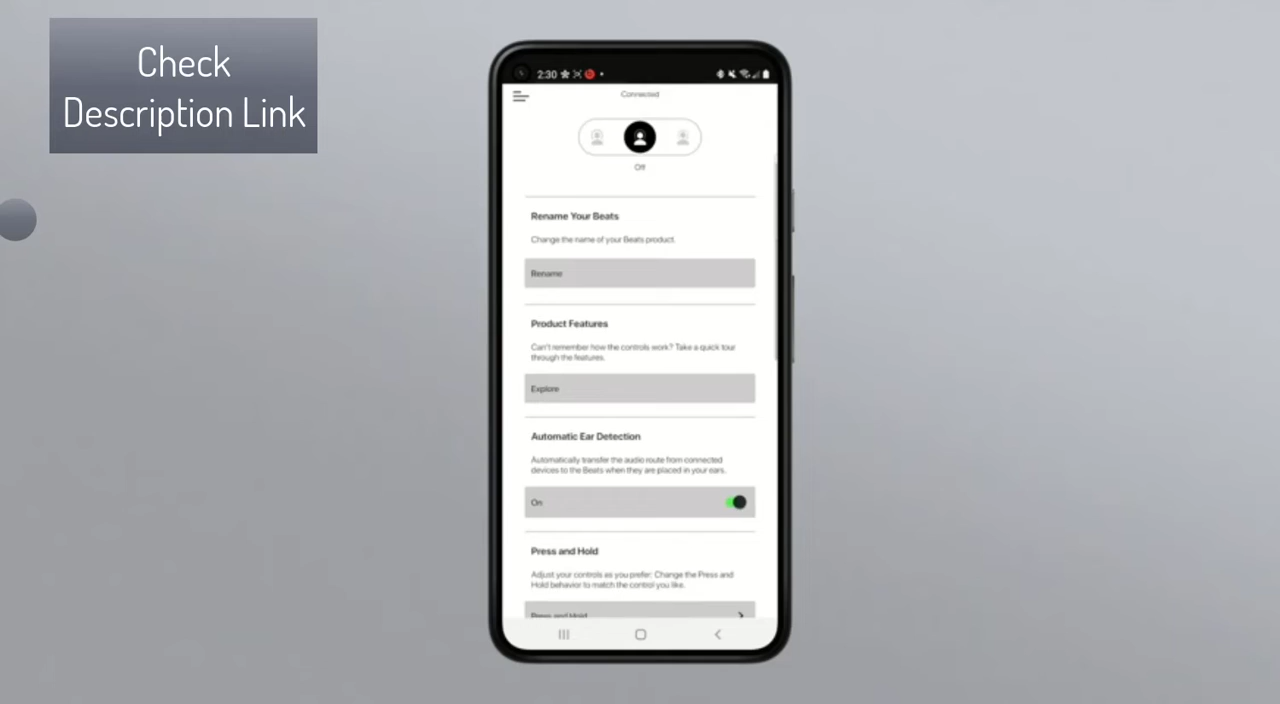 Check
Description Link
2:30
Connected
Off
Rename Your Beats
Change the name of your Beats product.
Rename
Product Features
Can't remember how the controls work? Take a quick tour
through the features.
Explore
Automatic Ear Detection
Automatically transfer the audio route from connected
devices to the Beats when they are placed in your ears.
On
Press and Hold
Adjust your controls as you prefer: Change the Press and
Hold behavior to match the control you like.
Press and Hold